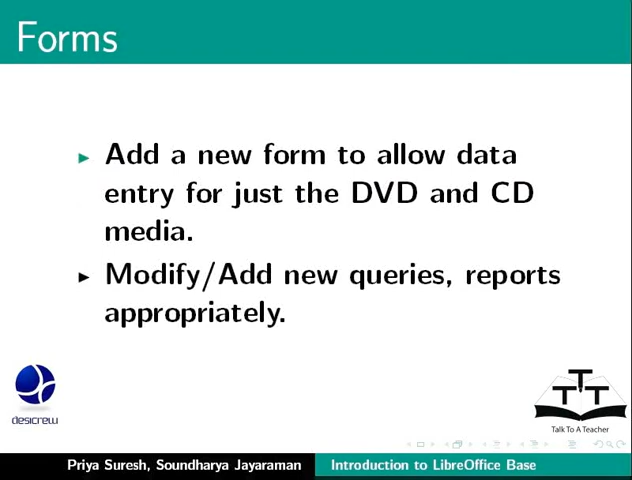 Forms
Add a new form to allow data
entry for just the DVD and CD
media.
Modify/Add new queries, reports
appropriately.
desicrew
T T T
Talk To A Teacher
Priya Suresh, Soundharya Jayaraman
Introduction to LibreOffice Base